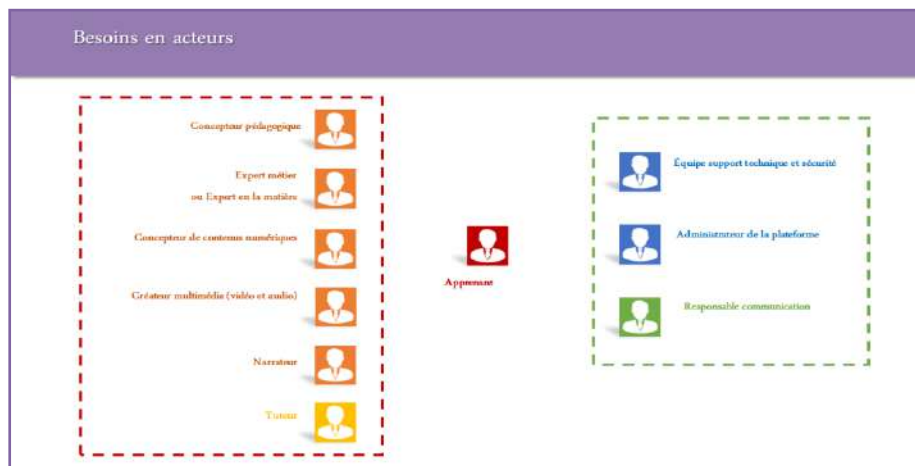 Besoins en acteurs
Concepteur pédagogique
Expert métier
ou Expert en la matière
Concepteur de contenus numériques
Créateur multimédia (vidéo et audio)
Narrateur
Tuteur
Apprenant
Équipe support technique et sécurité
Administrateur de la plateforme
Responsable communication